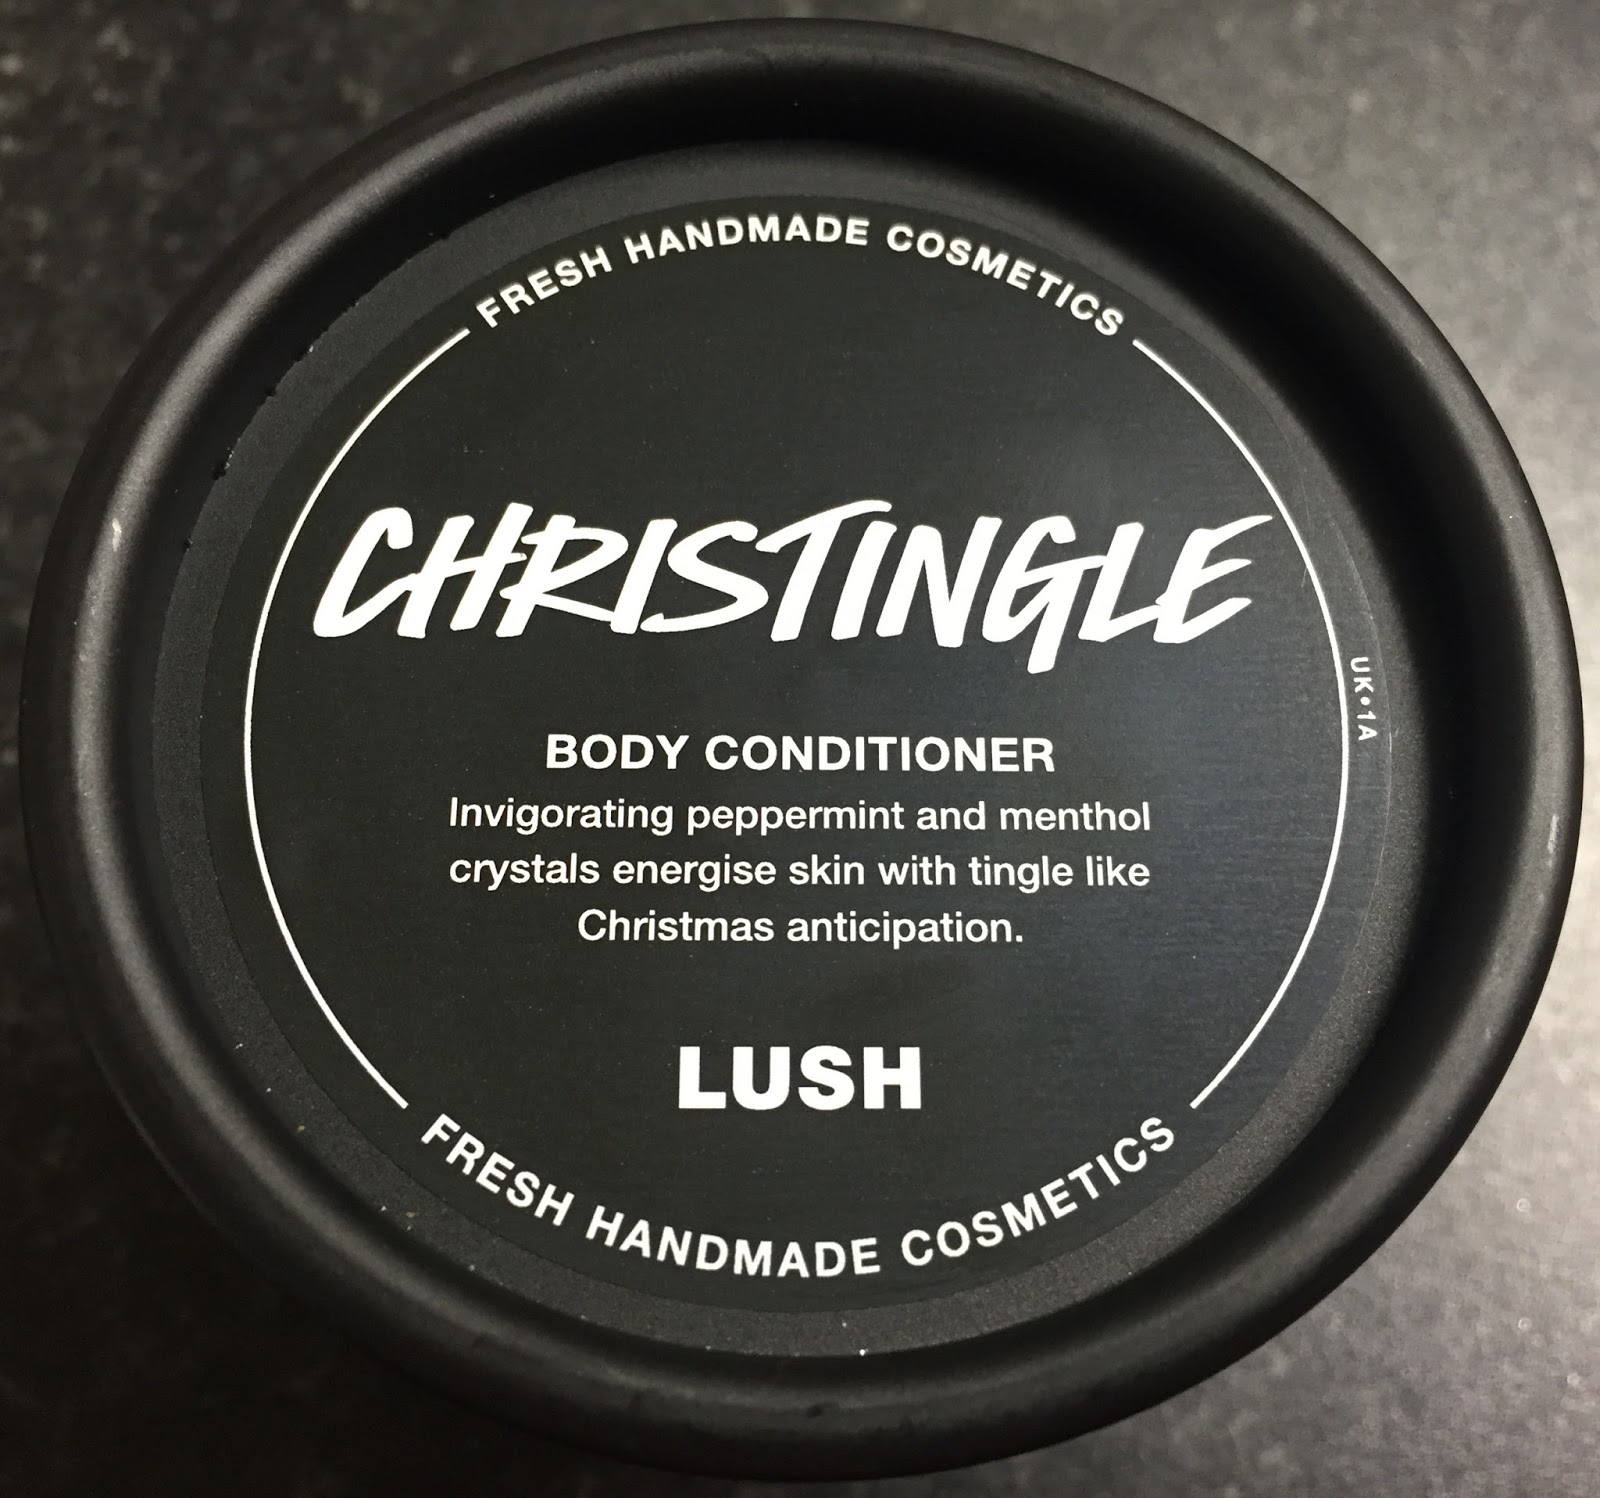 FRESH HANDMADE COSMETICS
CHRISTINGLE
UK•1A
BODY CONDITIONER
Invigorating peppermint and menthol
crystals energise skin with tingle like
Christmas anticipation.
LUSH
FRESH HANDMADE COSMETICS